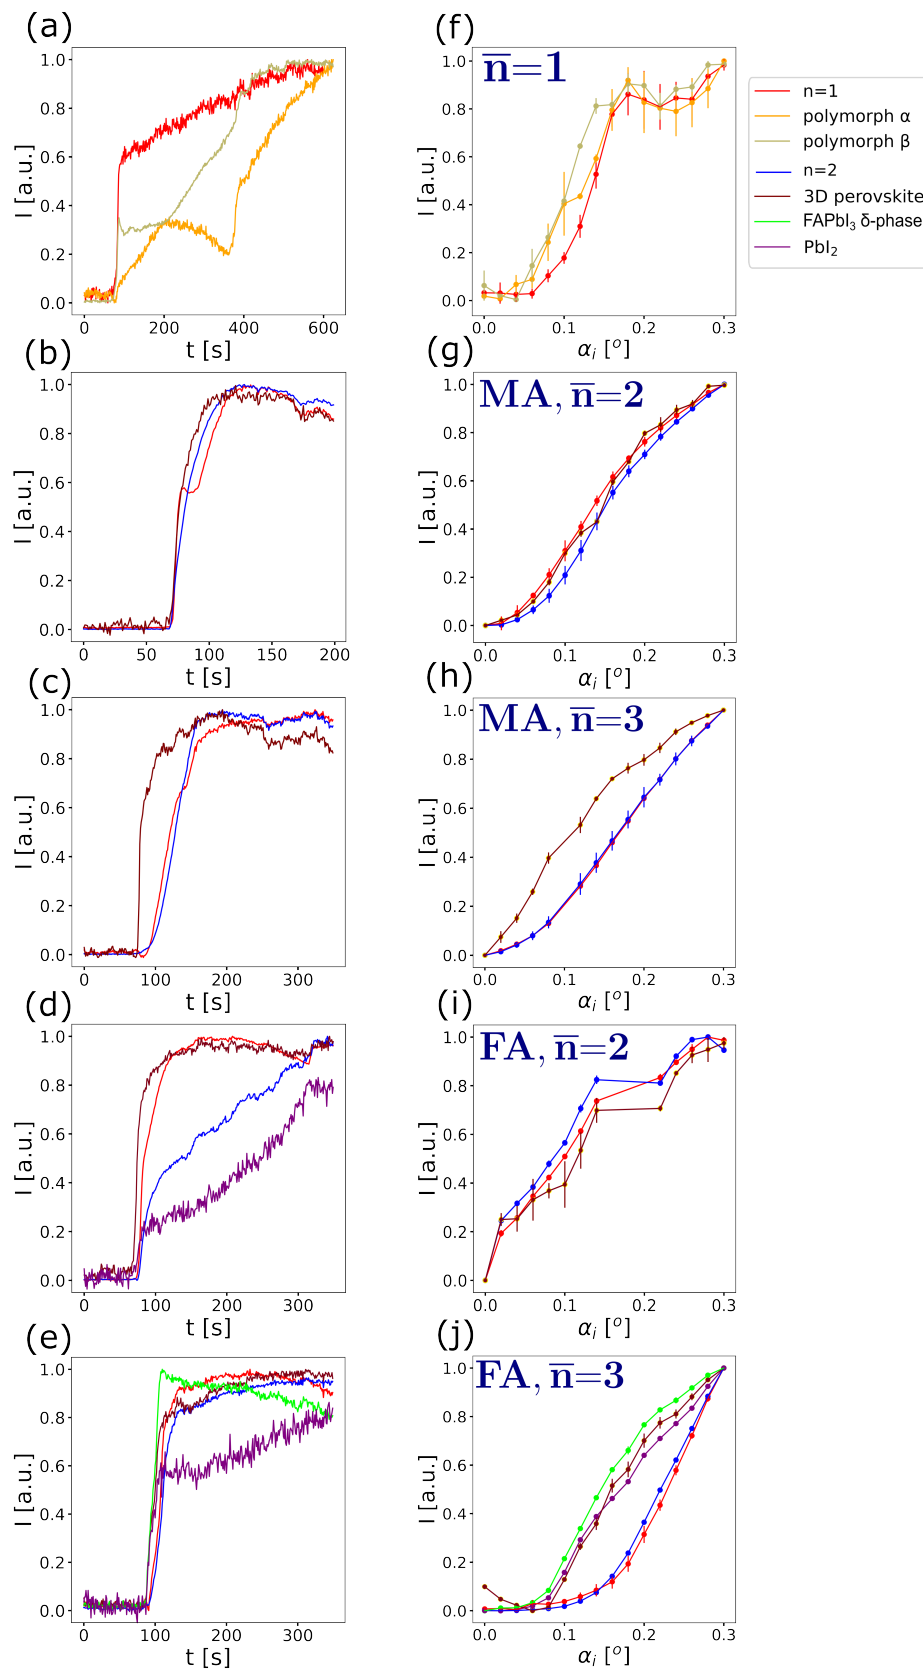 (a)
1.0
0.8
0.6
0.4
0.2
0.0
I [a.u.]
0 200 400 600
t [s]
(f)
n̅=1
1.0
0.8
0.6
0.4
0.2
0.0
I [a.u.]
0.0 0.1 0.2 0.3
αᵢ [°]
n=1
polymorph α
polymorph β
n=2
3D perovskite
FAPbI₃ δ-phase
PbI₂
(b)
1.0
0.8
0.6
0.4
0.2
0.0
I [a.u.]
0 50 100 150 200
t [s]
(g)
MA, n̅=2
1.0
0.8
0.6
0.4
0.2
0.0
I [a.u.]
0.0 0.1 0.2 0.3
αᵢ [°]
(c)
1.0
0.8
0.6
0.4
0.2
0.0
I [a.u.]
0 100 200 300
t [s]
(h)
MA, n̅=3
1.0
0.8
0.6
0.4
0.2
0.0
I [a.u.]
0.0 0.1 0.2 0.3
αᵢ [°]
(d)
1.0
0.8
0.6
0.4
0.2
0.0
I [a.u.]
0 100 200 300
t [s]
(i)
FA, n̅=2
1.0
0.8
0.6
0.4
0.2
0.0
I [a.u.]
0.0 0.1 0.2 0.3
αᵢ [°]
(e)
1.0
0.8
0.6
0.4
0.2
0.0
I [a.u.]
0 100 200 300
t [s]
(j)
FA, n̅=3
1.0
0.8
0.6
0.4
0.2
0.0
I [a.u.]
0.0 0.1 0.2 0.3
αᵢ [°]